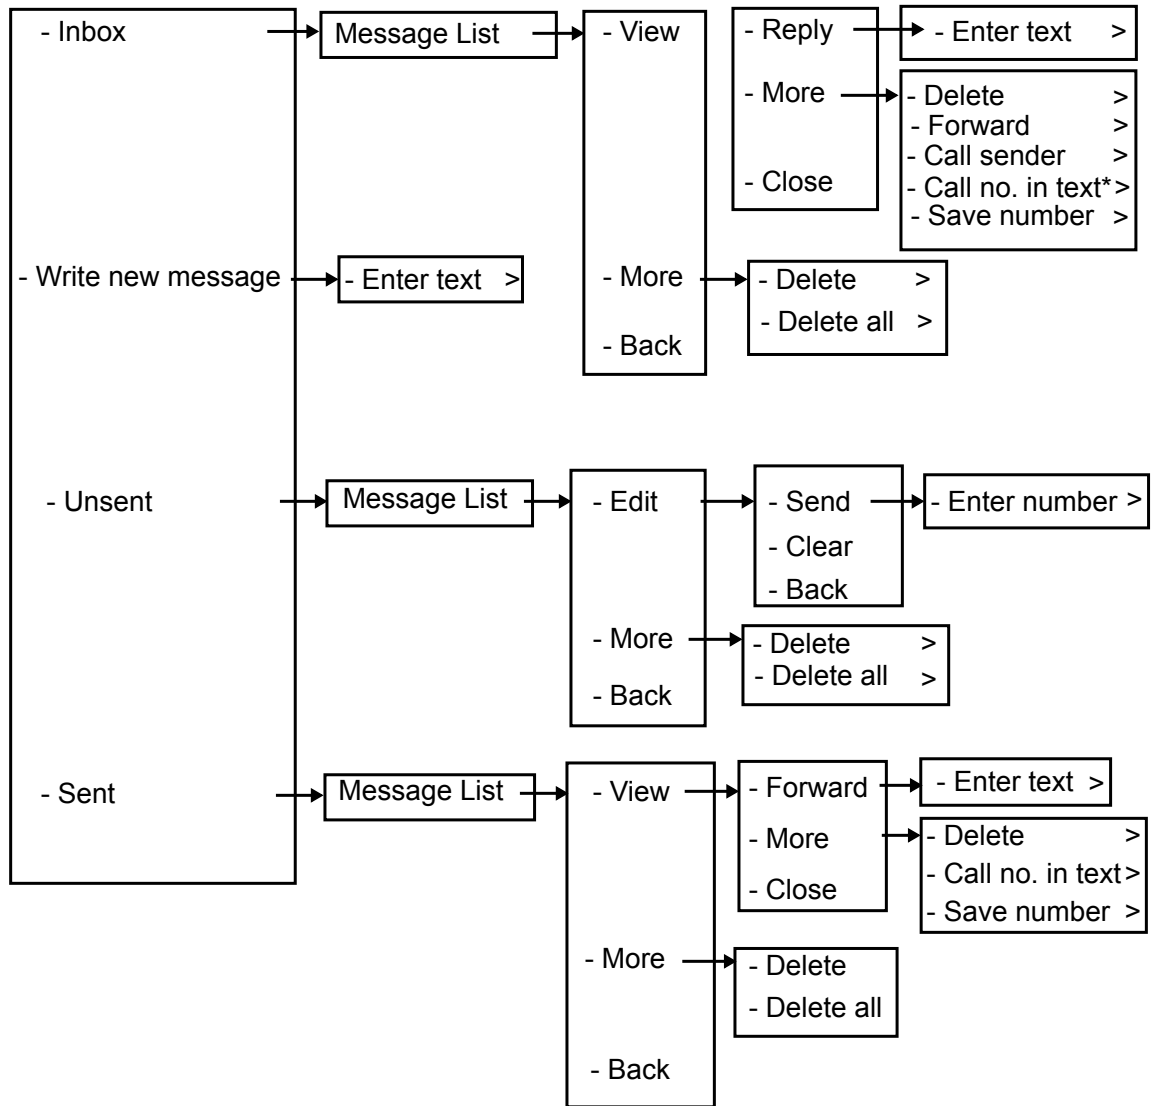 - Inbox
Message List
- View
- Reply
- Enter text >
- More
- Delete >
- Forward >
- Call sender >
- Call no. in text* >
- Save number >
- Close
- More
- Delete >
- Delete all >
- Back
- Write new message
- Enter text >
- Unsent
Message List
- Edit
- Send
- Enter number >
- Clear
- Back
- More
- Delete >
- Delete all >
- Back
- Sent
Message List
- View
- Forward
- Enter text >
- More
- Delete >
- Call no. in text >
- Save number >
- Close
- More
- Delete
- Delete all
- Back